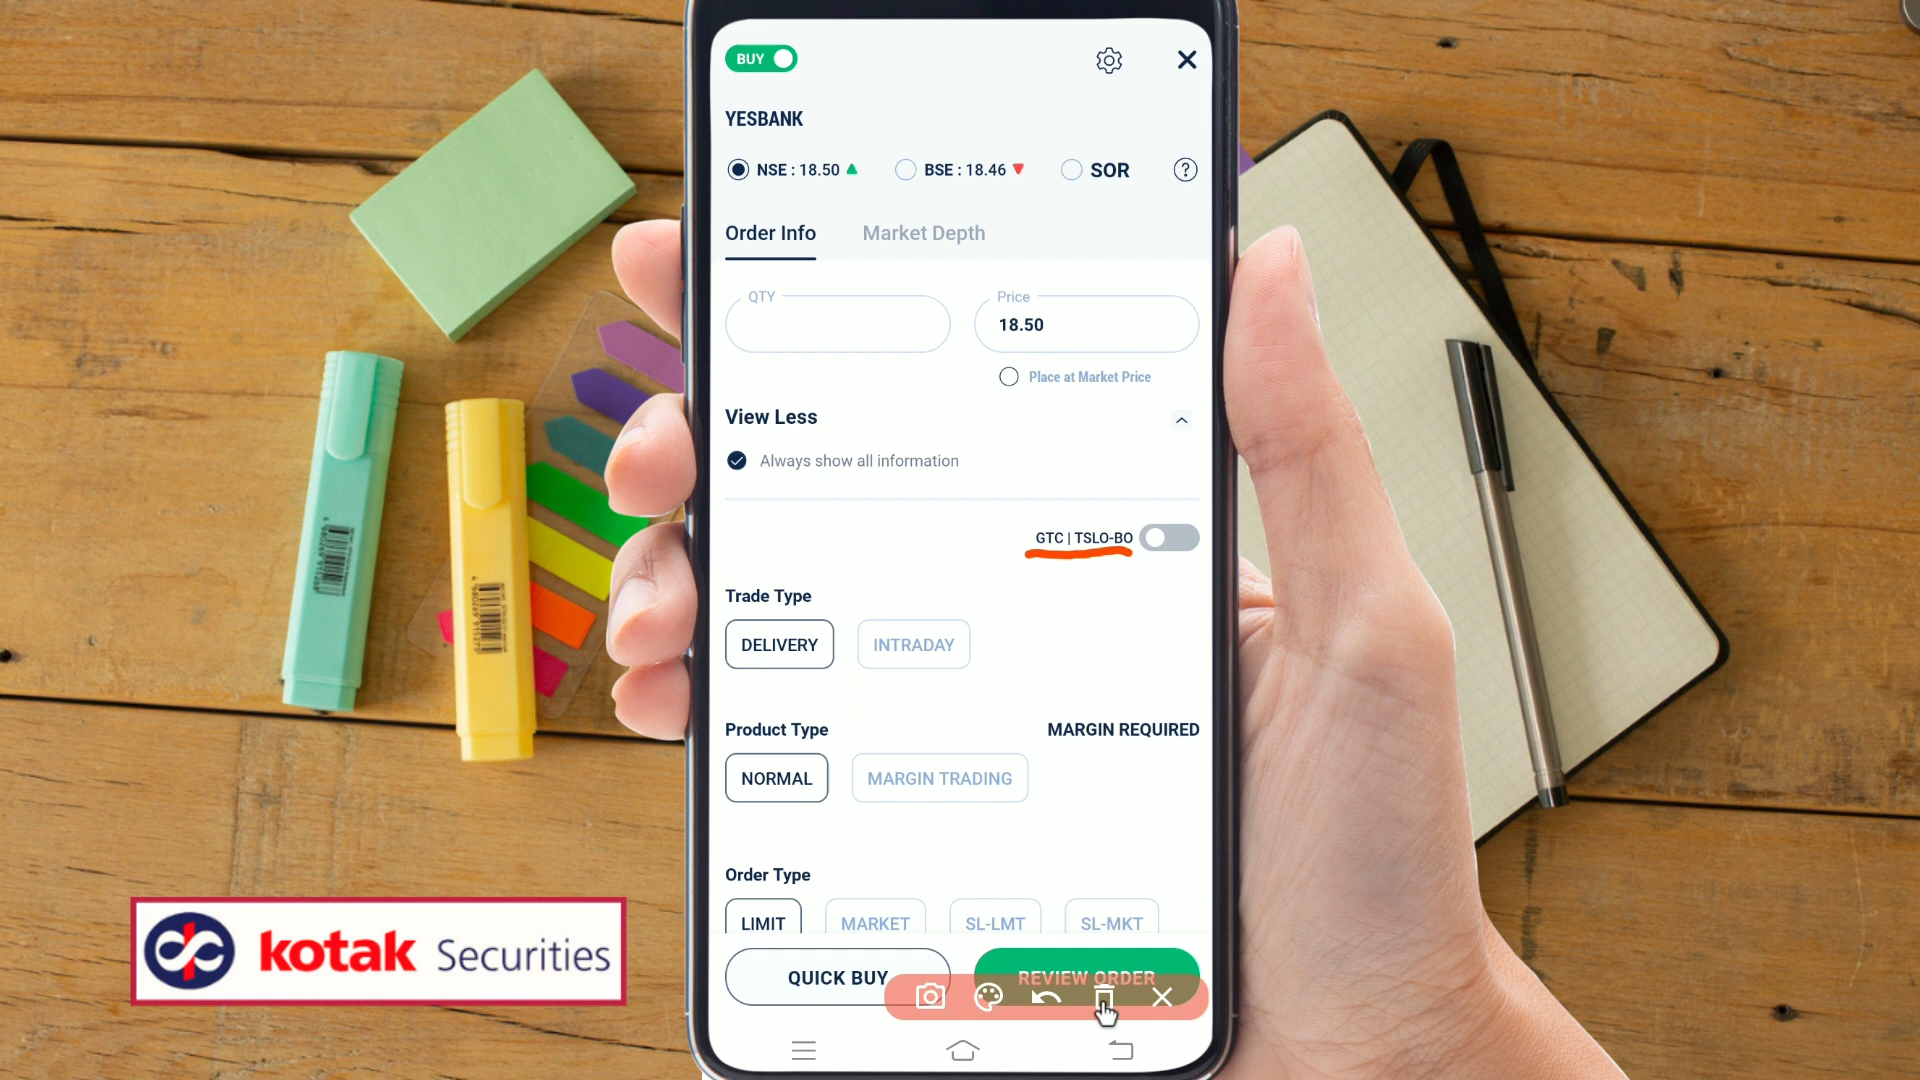 BUY
YESBANK
NSE : 18.50 BSE : 18.46 SOR ?
Order Info Market Depth
QTY Price
18.50
Place at Market Price
View Less
Always show all information
GTC | TSLO-BO
Trade Type
DELIVERY INTRADAY
Product Type MARGIN REQUIRED
NORMAL MARGIN TRADING
Order Type
LIMIT MARKET SL-LMT SL-MKT
QUICK BUY REVIEW ORDER
kotak Securities